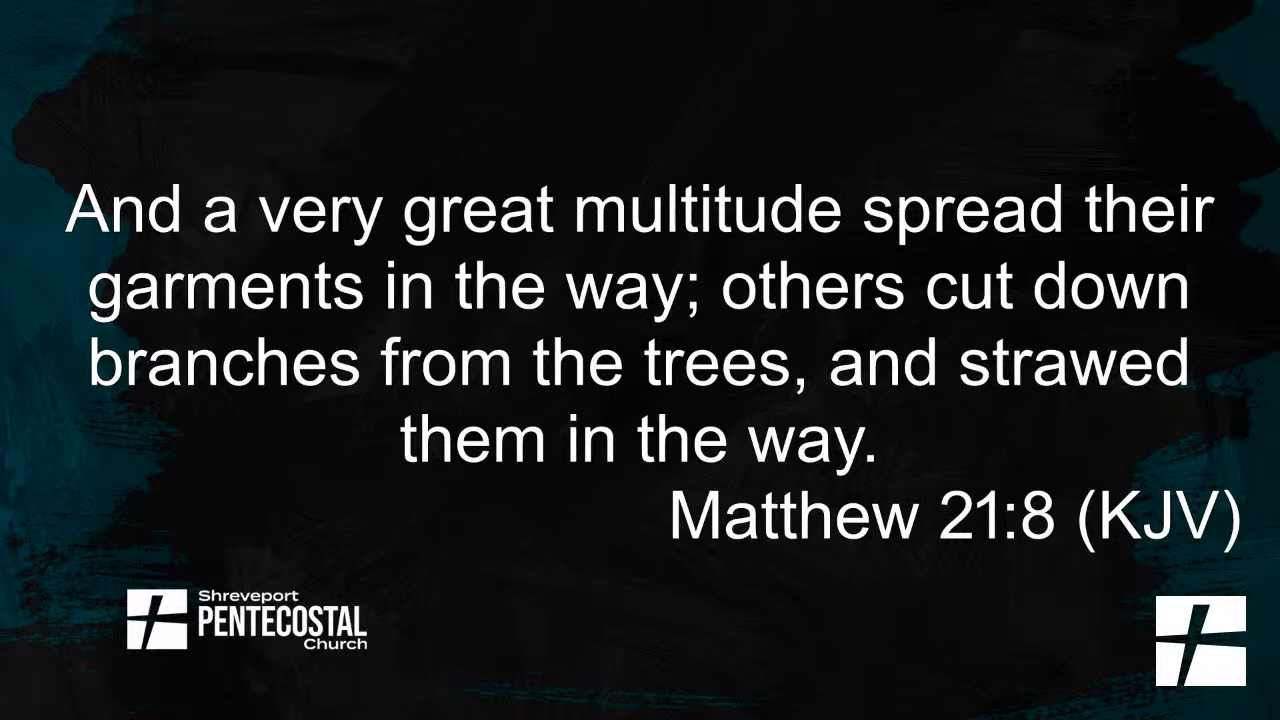 And a very great multitude spread their
garments in the way; others cut down
branches from the trees, and strawed
them in the way.
Matthew 21:8 (KJV)
Shreveport
PENTECOSTAL
Church